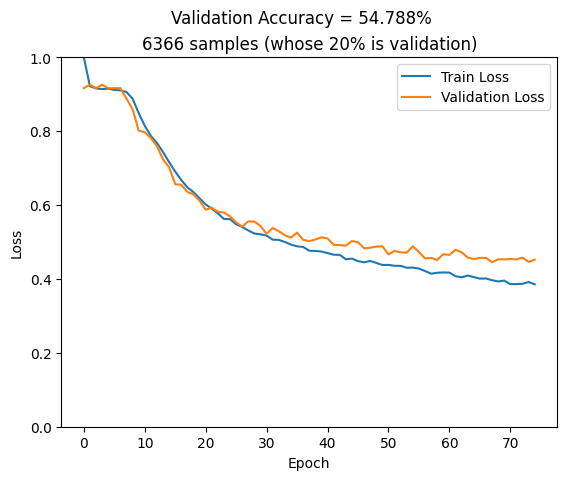 Validation Accuracy = 54.788%
6366 samples (whose 20% is validation)
Train Loss
Validation Loss
1.0
0.8
0.6
0.4
0.2
0.0
Loss
0 10 20 30 40 50 60 70
Epoch